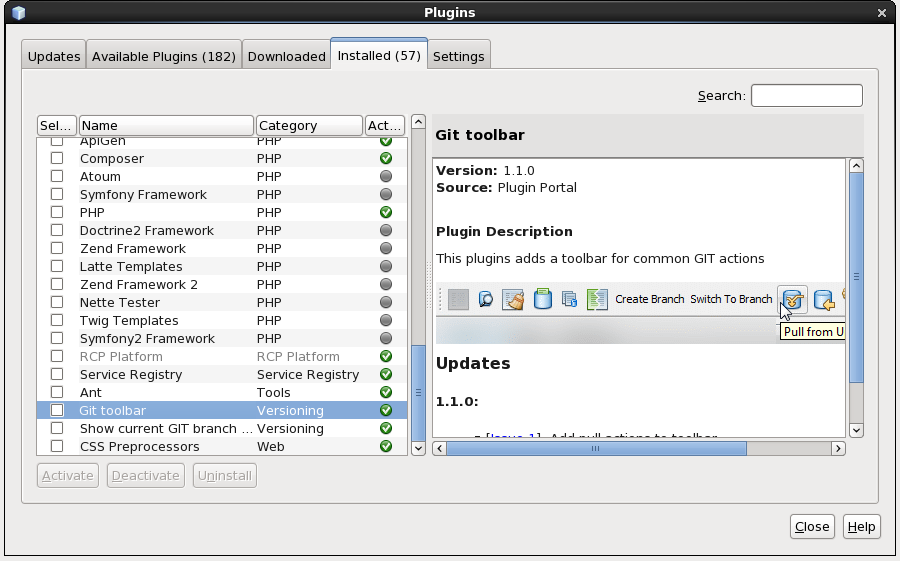 Plugins
Updates Available Plugins (182) Downloaded Installed (57) Settings
Search:
Sel... Name Category Act...
ApiGen PHP
Composer PHP
Atoum PHP
Symfony Framework PHP
PHP PHP
Doctrine2 Framework PHP
Zend Framework PHP
Latte Templates PHP
Zend Framework 2 PHP
Nette Tester PHP
Twig Templates PHP
Symfony2 Framework PHP
RCP Platform RCP Platform
Service Registry Service Registry
Ant Tools
Git toolbar Versioning
Show current GIT branch ... Versioning
CSS Preprocessors Web
Activate Deactivate Uninstall
Git toolbar
Version: 1.1.0
Source: Plugin Portal
Plugin Description
This plugins adds a toolbar for common GIT actions
Create Branch Switch To Branch
Pull from U
Updates
1.1.0:
[Issue 1] Add pull actions to toolbar
Close Help